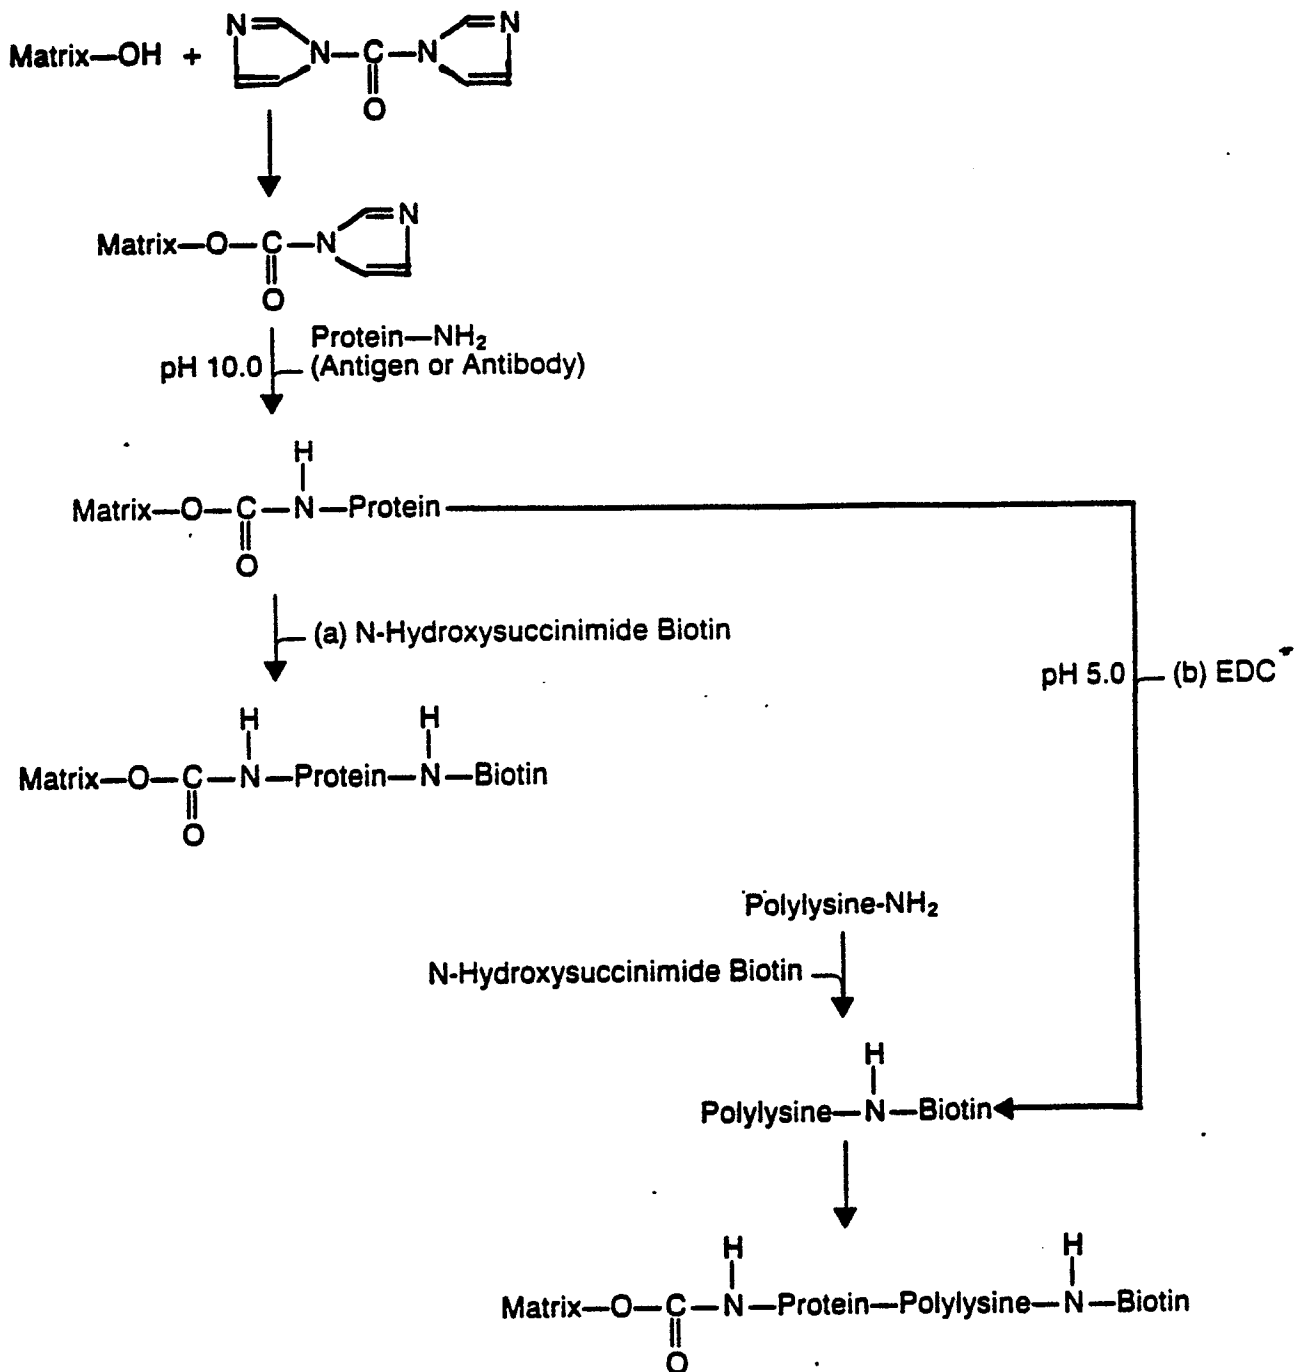 Matrix—OH +
N N—C—N N
O
Matrix—O—C—N N
O
Protein—NH₂
pH 10.0 (Antigen or Antibody)
H
Matrix—O—C—N—Protein
O
(a) N-Hydroxysuccinimide Biotin
pH 5.0 (b) EDC
H H
Matrix—O—C—N—Protein—N—Biotin
O
Polylysine-NH₂
N-Hydroxysuccinimide Biotin
H
Polylysine—N—Biotin
H H
Matrix—O—C—N—Protein—Polylysine—N—Biotin
O